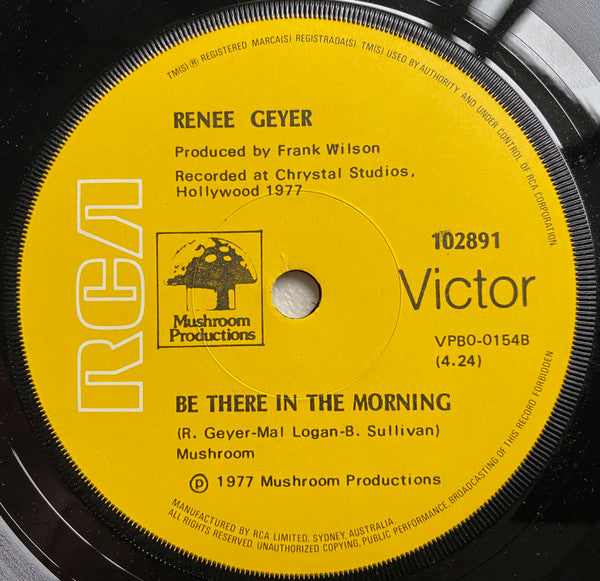 TM(S) ® REGISTERED MARCA(S) REGISTRADA(S). TM(S) USED BY AUTHORITY AND UNDER CONTROL OF RCA CORPORATION.
RENEE GEYER
Produced by Frank Wilson
Recorded at Chrystal Studios,
Hollywood 1977
RCA
102891
Victor
Mushroom
Productions
VPBO-0154B
(4.24)
BE THERE IN THE MORNING
(R. Geyer-Mal Logan-B. Sullivan)
Mushroom
℗ 1977 Mushroom Productions
MANUFACTURED BY RCA LIMITED, SYDNEY, AUSTRALIA
ALL RIGHTS RESERVED. UNAUTHORIZED COPYING, PUBLIC PERFORMANCE, BROADCASTING OF THIS RECORD FORBIDDEN